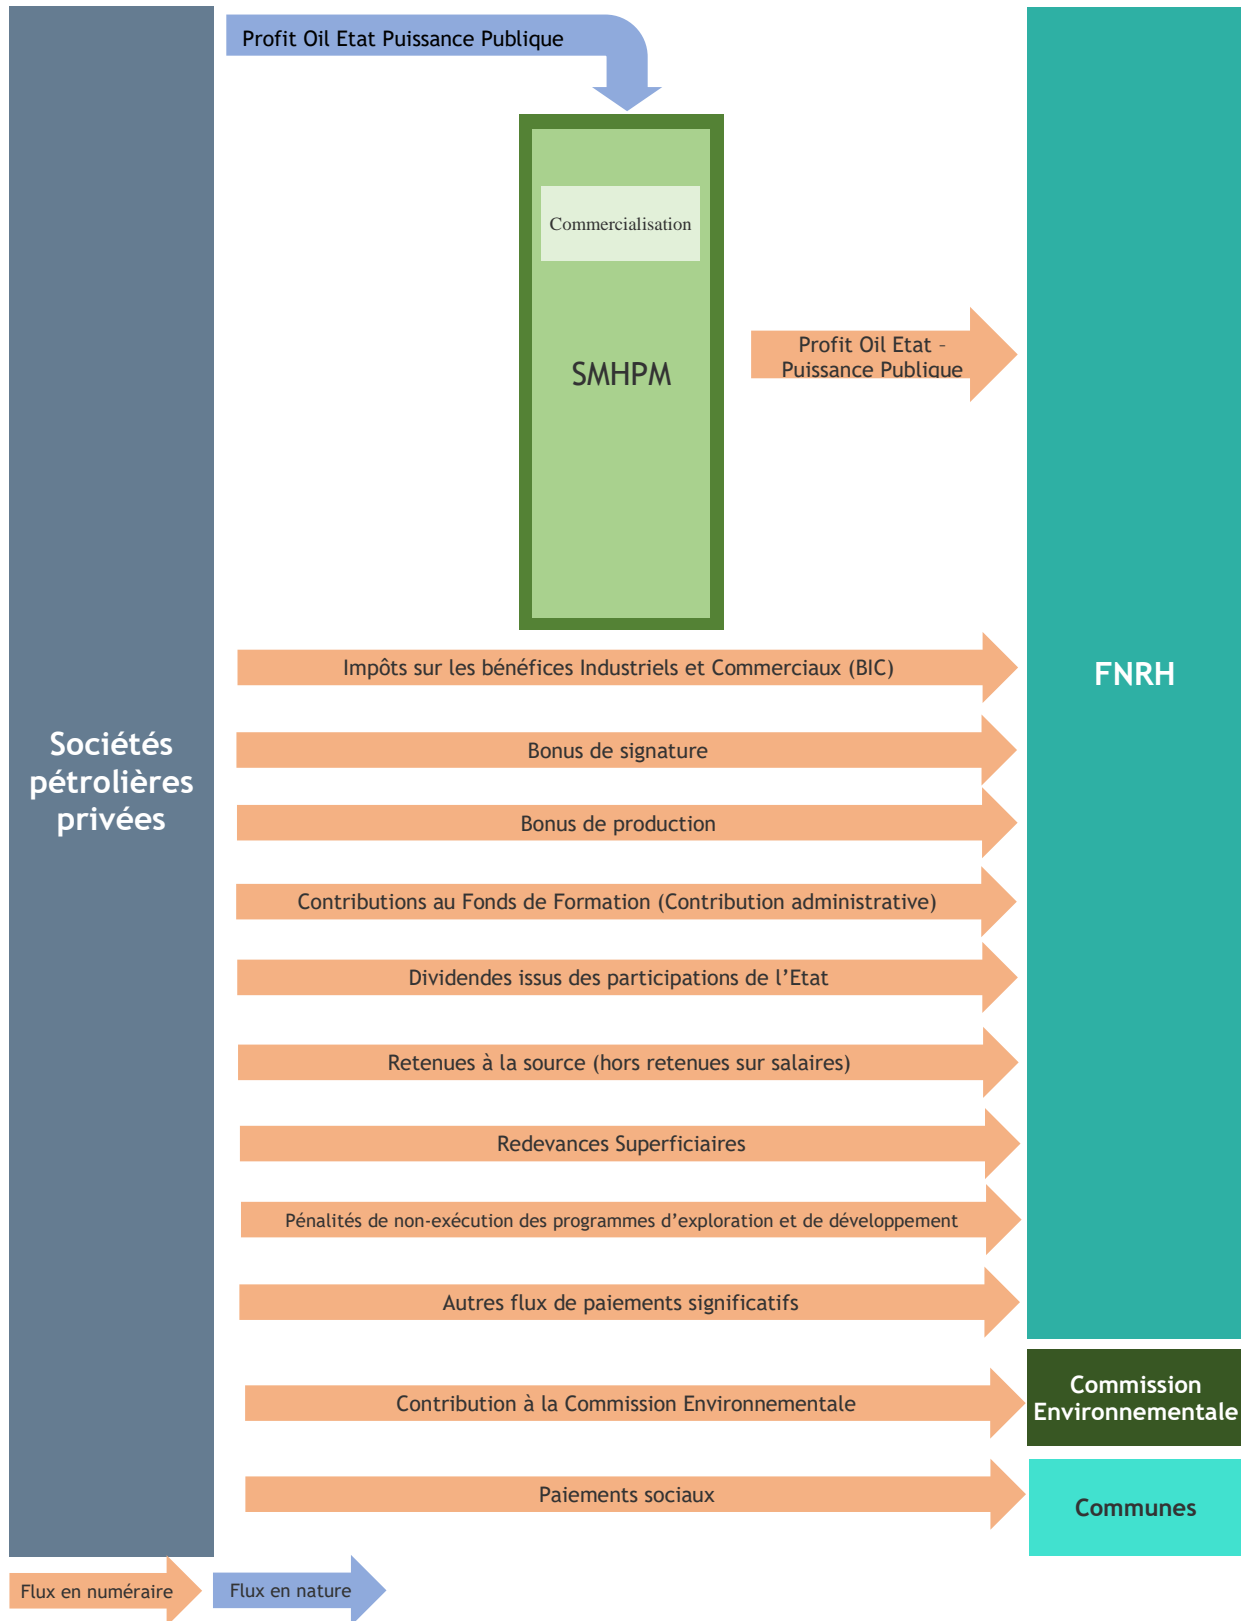 Profit Oil Etat Puissance Publique
Commercialisation
SMHPM
Profit Oil Etat –
Puissance Publique
Impôts sur les bénéfices Industriels et Commerciaux (BIC)
FNRH
Sociétés
pétrolières
privées
Bonus de signature
Bonus de production
Contributions au Fonds de Formation (Contribution administrative)
Dividendes issus des participations de l’Etat
Retenues à la source (hors retenues sur salaires)
Redevances Superficiaires
Pénalités de non-exécution des programmes d’exploration et de développement
Autres flux de paiements significatifs
Contribution à la Commission Environnementale
Commission
Environnementale
Paiements sociaux
Communes
Flux en numéraire
Flux en nature